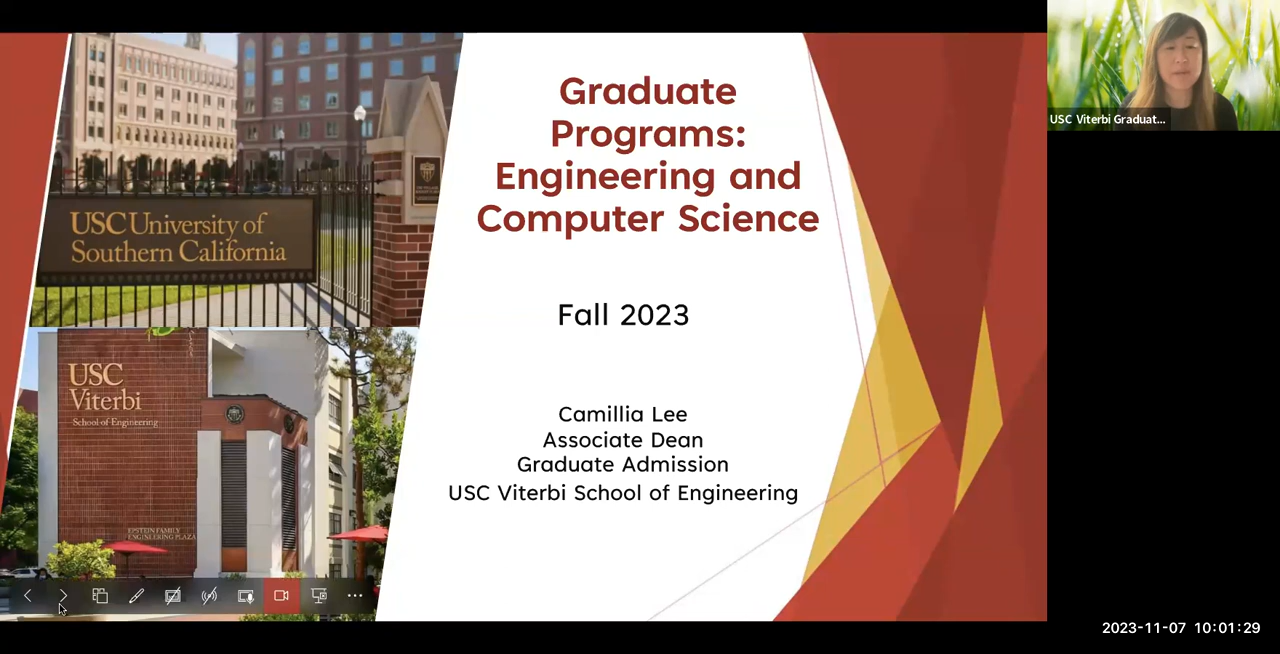 Graduate
Programs:
Engineering and
Computer Science
Fall 2023
Camillia Lee
Associate Dean
Graduate Admission
USC Viterbi School of Engineering
USC University of
Southern California
USC
Viterbi
School of Engineering
EPSTEIN FAMILY
ENGINEERING PLAZA
USC Viterbi Graduat...
2023-11-07 10:01:29